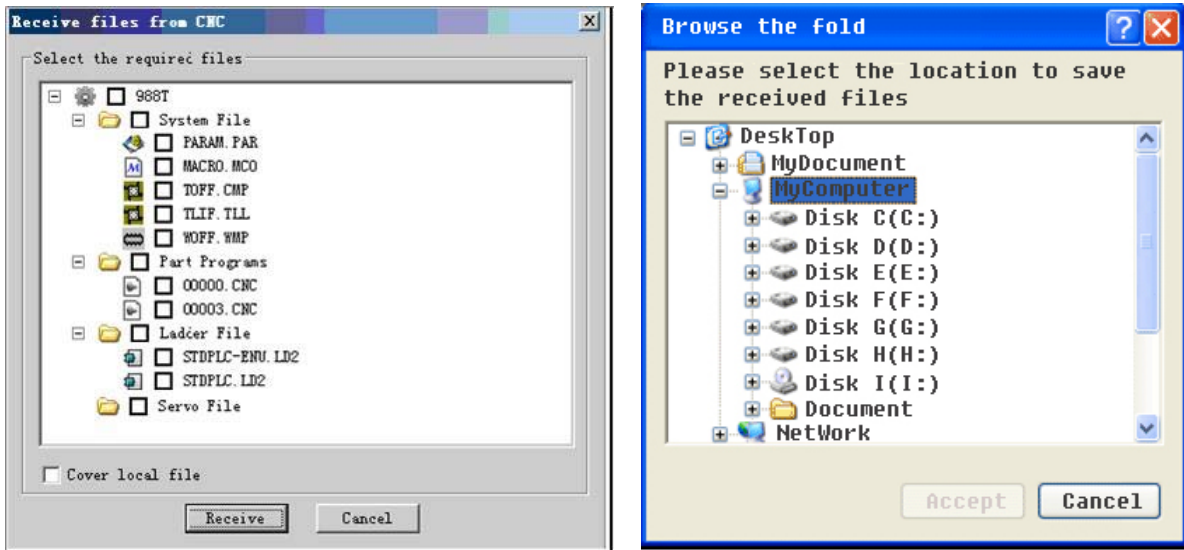 Receive files from CNC
Select the required files
988T
System File
PARAM.PAR
MACRO.MCO
TOFF.CMP
TLIF.TLL
WOFF.WMP
Part Programs
O0000.CNC
O0003.CNC
Ladder File
STDPLC-ENU.LD2
STDPLC.LD2
Servo File
Cover local file
Receive
Cancel
Browse the fold
Please select the location to save
the received files
DeskTop
MyDocument
MyComputer
Disk C(C:)
Disk D(D:)
Disk E(E:)
Disk F(F:)
Disk G(G:)
Disk H(H:)
Disk I(I:)
Document
NetWork
Accept
Cancel